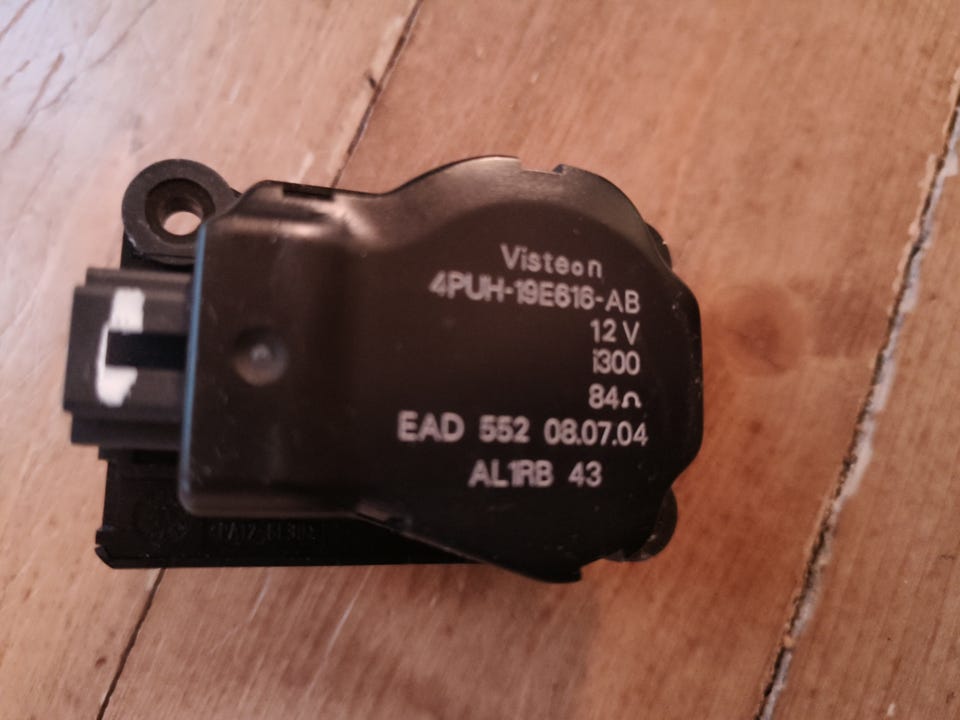 Visteon
4PUH-19E616-AB
12 V
i300
84Ω
EAD 552 08.07.04
AL1RB 43